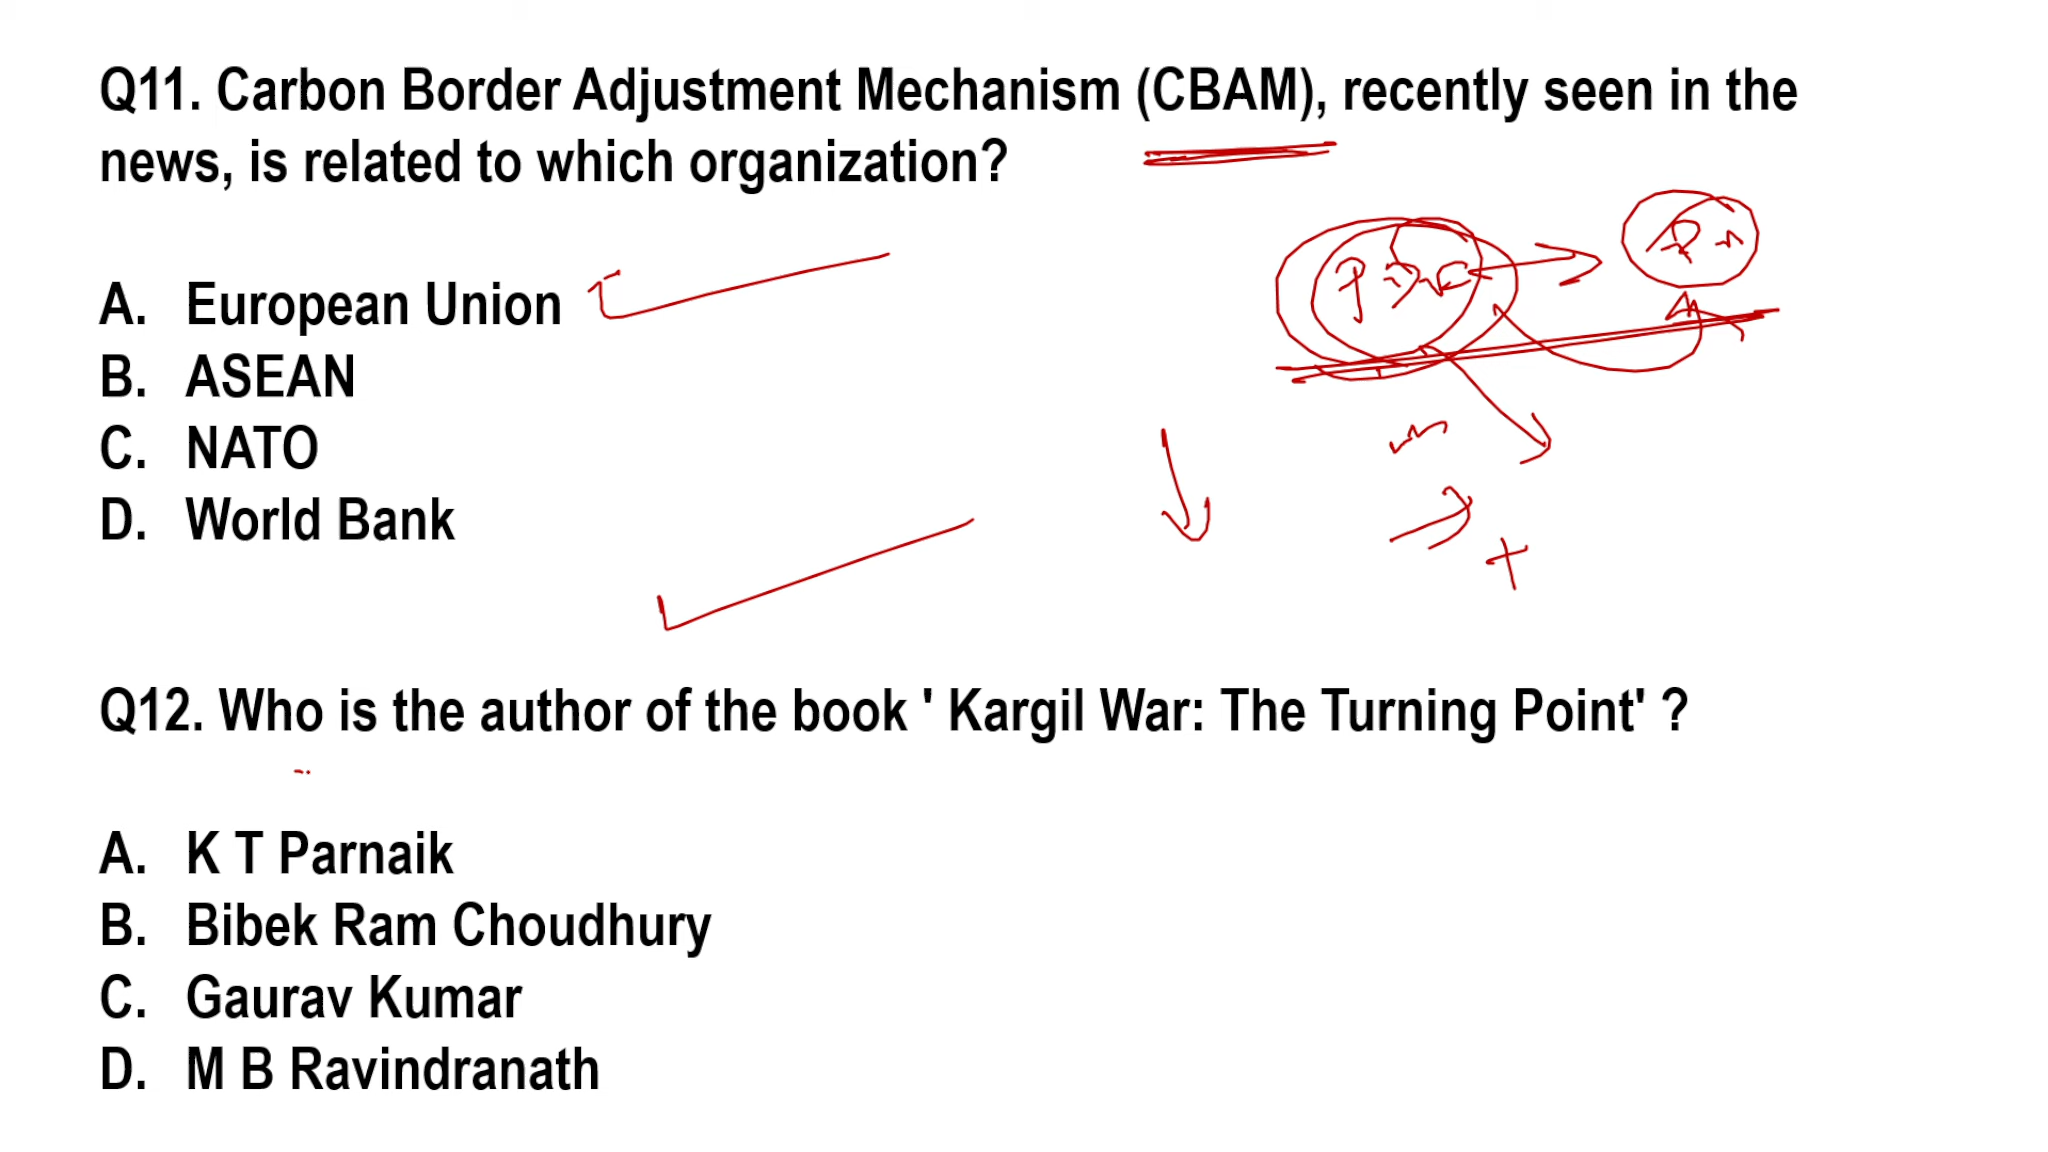 Q11. Carbon Border Adjustment Mechanism (CBAM), recently seen in the
news, is related to which organization?
A. European Union
B. ASEAN
C. NATO
D. World Bank
Q12. Who is the author of the book ' Kargil War: The Turning Point' ?
A. K T Parnaik
B. Bibek Ram Choudhury
C. Gaurav Kumar
D. M B Ravindranath